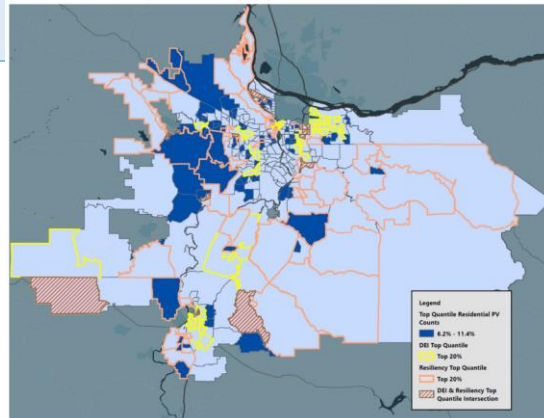 Legend
Top Quantile Residential PV
Counts
6.2% - 11.4%
DEI Top Quantile
Top 20%
Resiliency Top Quantile
Top 20%
DEI & Resiliency Top
Quantile Intersection